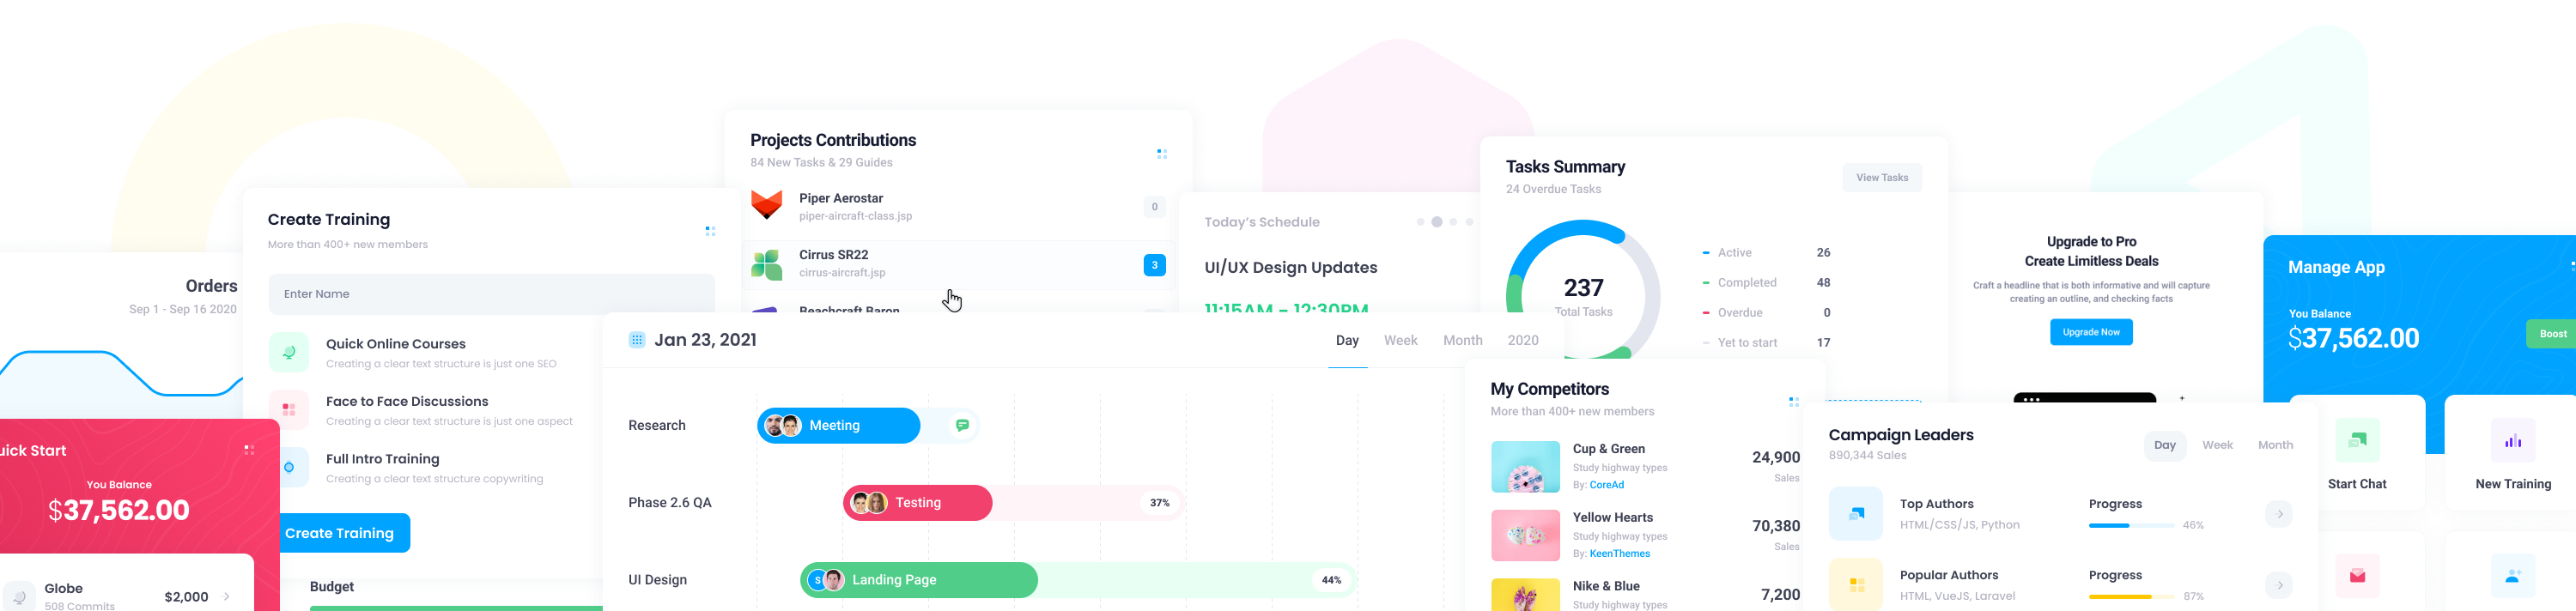 Orders
Sep 1 - Sep 16 2020
uick Start
You Balance
$37,562.00
Globe
508 Commits
$2,000
Create Training
More than 400+ new members
Enter Name
Quick Online Courses
Creating a clear text structure is just one SEO
Face to Face Discussions
Creating a clear text structure is just one aspect
Full Intro Training
Creating a clear text structure copywriting
Create Training
Budget
Projects Contributions
84 New Tasks & 29 Guides
Piper Aerostar
piper-aircraft-class.jsp
0
Cirrus SR22
cirrus-aircraft.jsp
3
Beachcraft Baron
Today's Schedule
UI/UX Design Updates
11:15AM - 12:30PM
Jan 23, 2021
Day Week Month 2020
Research
Meeting
Phase 2.6 QA
Testing
37%
UI Design
S
Landing Page
44%
Tasks Summary
24 Overdue Tasks
View Tasks
237
Total Tasks
Active 26
Completed 48
Overdue 0
Yet to start 17
My Competitors
More than 400+ new members
Cup & Green
Study highway types
By: CoreAd
24,900
Sales
Yellow Hearts
Study highway types
By: KeenThemes
70,380
Sales
Nike & Blue
Study highway types
7,200
Upgrade to Pro
Create Limitless Deals
Craft a headline that is both informative and will capture
creating an outline, and checking facts
Upgrade Now
Campaign Leaders
890,344 Sales
Day Week Month
Top Authors
HTML/CSS/JS, Python
Progress
46%
Popular Authors
HTML, VueJS, Laravel
Progress
87%
Manage App
You Balance
$37,562.00
Boost
Start Chat
New Training